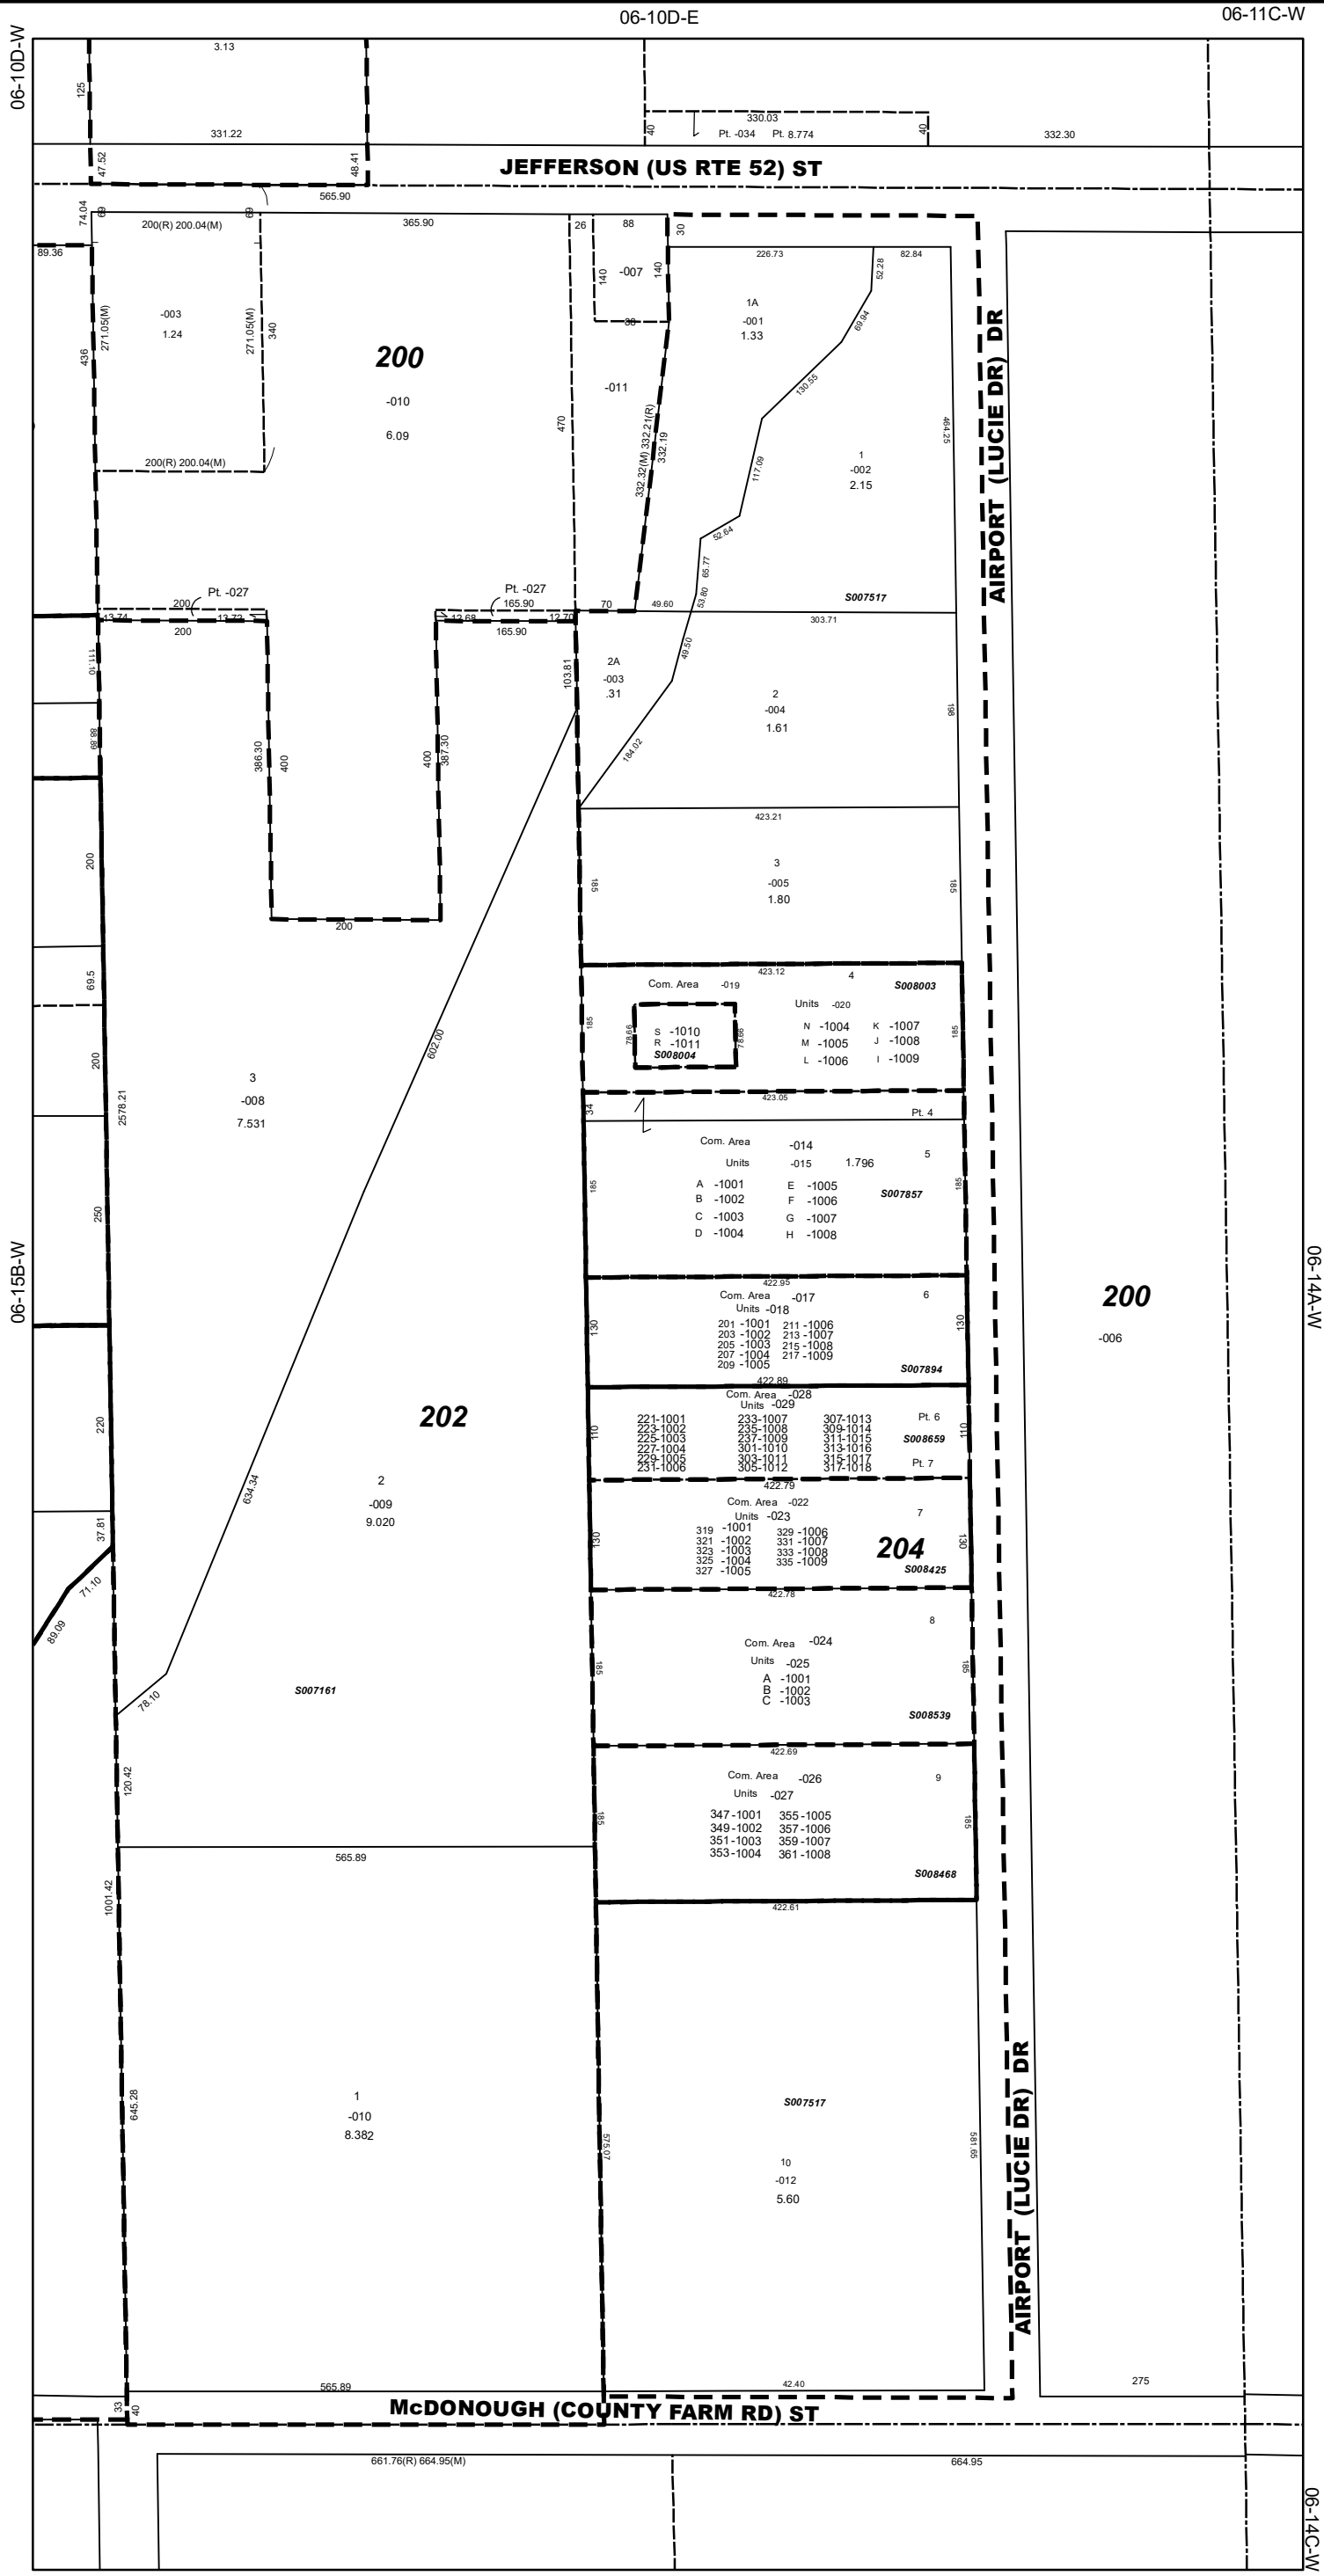 06-10D-E
06-11C-W
06-10D-W
3.13
125
330.03
40
Pt. -034 Pt. 8.774
40
331.22
332.30
47.52
48.41
JEFFERSON (US RTE 52) ST
565.90
74.04
69
69
200(R) 200.04(M)
365.90
26
88
30
89.36
140
-007
140
88
226.73
82.84
52.28
1A
-001
1.33
69.94
130.55
-003
1.24
271.05(M)
271.05(M)
340
436
200
-010
6.09
-011
470
332.32(M) 332.21(R)
332.19
464.25
1
-002
2.15
117.09
52.64
65.77
53.80
200(R) 200.04(M)
AIRPORT (LUCIE DR) DR
Pt. -027
200
13.74
13.72
200
Pt. -027
165.90
12.68
12.70
165.90
70
49.60
S007517
303.71
111.10
88.89
103.81
2A
-003
.31
49.50
184.02
2
-004
1.61
198
386.30
400
400
387.30
423.21
200
200
3
-005
1.80
185
185
69.5
423.12
4
Com. Area -019
S008003
Units -020
185
185
78.66
78.66
S -1010
R -1011
S008004
N -1004 K -1007
M -1005 J -1008
L -1006 I -1009
200
602.00
423.05
34
Pt. 4
3
-008
7.531
2578.21
Com. Area -014
5
Units -015 1.796
A -1001 E -1005
S007857
B -1002 F -1006
C -1003 G -1007
D -1004 H -1008
185
185
250
06-15B-W
06-14A-W
422.95
Com. Area -017
6
Units -018
201 -1001 211 -1006
203 -1002 213 -1007
205 -1003 215 -1008
207 -1004 217 -1009
209 -1005
S007894
130
130
200
-006
422.89
Com. Area -028
Units -029
221-1001 233-1007 307-1013
223-1002 235-1008 309-1014
225-1003 237-1009 311-1015
227-1004 301-1010 313-1016
229-1005 303-1011 315-1017
231-1006 305-1012 317-1018
Pt. 6
S008659
Pt. 7
110
110
202
220
634.34
2
-009
9.020
422.79
Com. Area -022
7
Units -023
319 -1001 329 -1006
321 -1002 331 -1007
323 -1003 333 -1008
325 -1004 335 -1009
327 -1005
204
S008425
130
130
37.81
71.10
89.09
422.78
8
Com. Area -024
Units -025
A -1001
B -1002
C -1003
185
185
S008539
78.10
S007161
120.42
422.69
Com. Area -026
9
Units -027
347-1001 355-1005
349-1002 357-1006
351-1003 359-1007
353-1004 361-1008
185
185
S008468
565.89
1001.42
422.61
645.28
1
-010
8.382
S007517
575.07
581.65
10
-012
5.60
AIRPORT (LUCIE DR) DR
565.89
42.40
275
33
40
McDONOUGH (COUNTY FARM RD) ST
661.76(R) 664.95(M)
664.95
06-14C-W